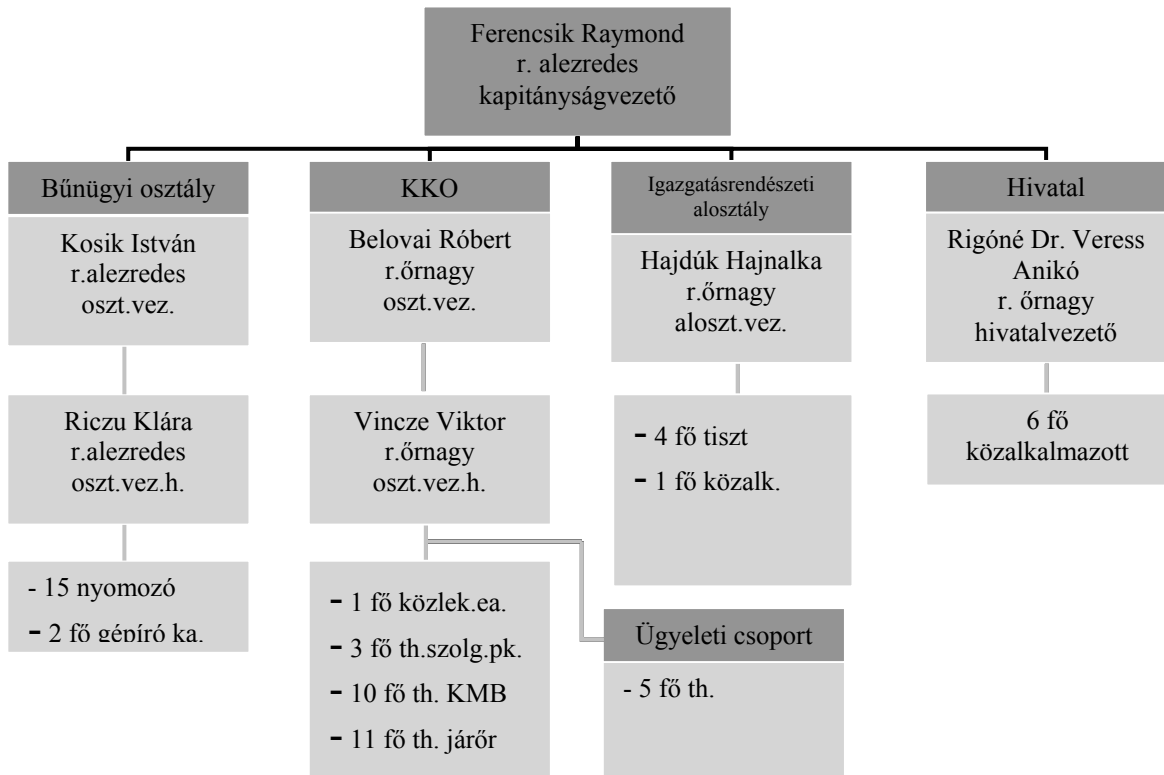 Ferencsik Raymond
r. alezredes
kapitányságvezető
Bűnügyi osztály
Kosik István
r.alezredes
oszt.vez.
Riczu Klára
r.alezredes
oszt.vez.h.
- 15 nyomozó
- 2 fő gépíró ka.
KKO
Belovai Róbert
r.őrnagy
oszt.vez.
Vincze Viktor
r.őrnagy
oszt.vez.h.
- 1 fő közlek.ea.
- 3 fő th.szolg.pk.
- 10 fő th. KMB
- 11 fő th. járőr
Ügyeleti csoport
- 5 fő th.
Igazgatásrendészeti
alosztály
Hajdúk Hajnalka
r.őrnagy
aloszt.vez.
- 4 fő tiszt
- 1 fő közalk.
Hivatal
Rigóné Dr. Veress
Anikó
r. őrnagy
hivatalvezető
6 fő
közalkalmazott